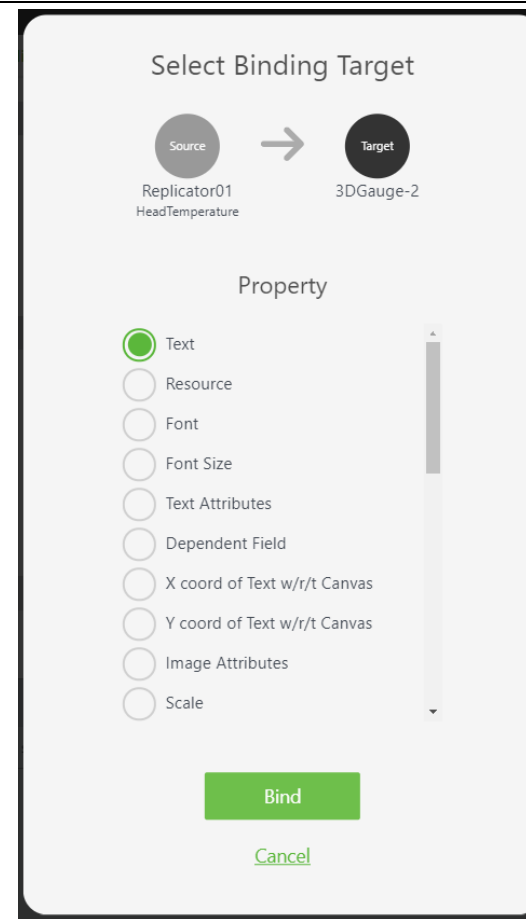 Select Binding Target
Source
Target
Replicator01
3DGauge-2
HeadTemperature
Property
Text
Resource
Font
Font Size
Text Attributes
Dependent Field
X coord of Text w/r/t Canvas
Y coord of Text w/r/t Canvas
Image Attributes
Scale
Bind
Cancel